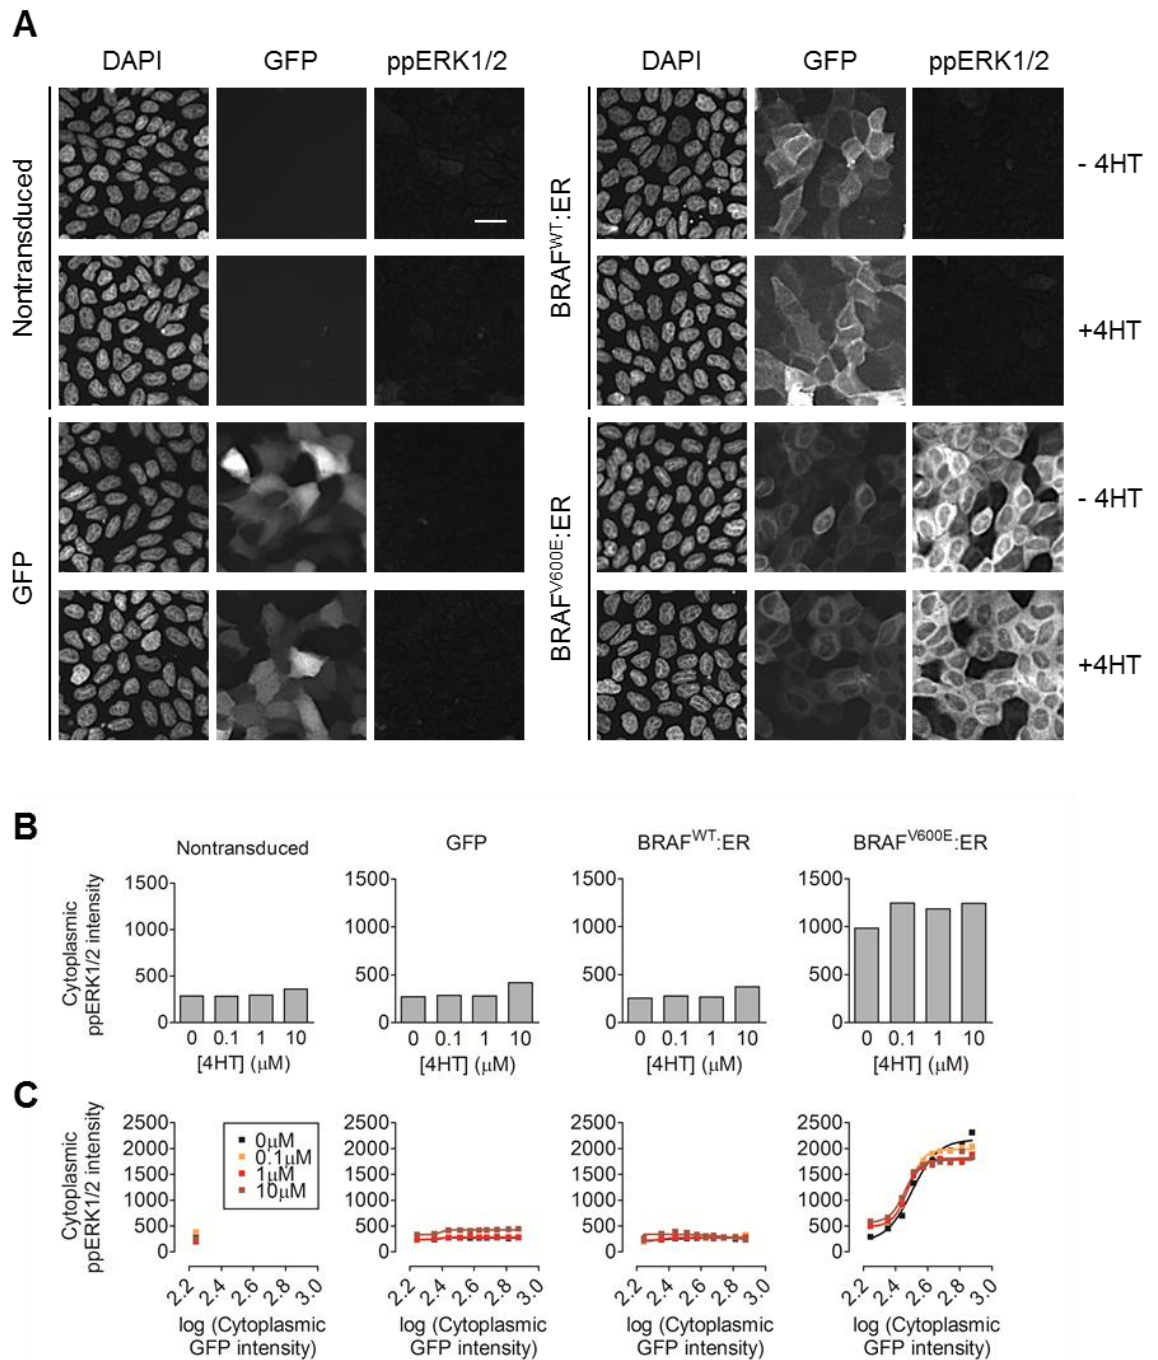 A
DAPI GFP ppERK1/2 DAPI GFP ppERK1/2
Nontransduced
GFP
BRAFWT:ER
BRAFV600E:ER
- 4HT
+4HT
- 4HT
+4HT
B
Nontransduced GFP BRAFWT:ER BRAFV600E:ER
Cytoplasmic
ppERK1/2 intensity
1500 1500 1500 1500
1000 1000 1000 1000
500 500 500 500
0 0 0 0
0 0.1 1 10 0 0.1 1 10 0 0.1 1 10 0 0.1 1 10
[4HT] (μM) [4HT] (μM) [4HT] (μM) [4HT] (μM)
C
Cytoplasmic
ppERK1/2 intensity
2500 2500 2500 2500
2000 2000 2000 2000
1500 1500 1500 1500
1000 1000 1000 1000
500 500 500 500
0 0 0 0
0μM
0.1μM
1μM
10μM
2.2 2.4 2.6 2.8 3.0 2.2 2.4 2.6 2.8 3.0 2.2 2.4 2.6 2.8 3.0 2.2 2.4 2.6 2.8 3.0
log (Cytoplasmic log (Cytoplasmic log (Cytoplasmic log (Cytoplasmic
GFP intensity) GFP intensity) GFP intensity) GFP intensity)